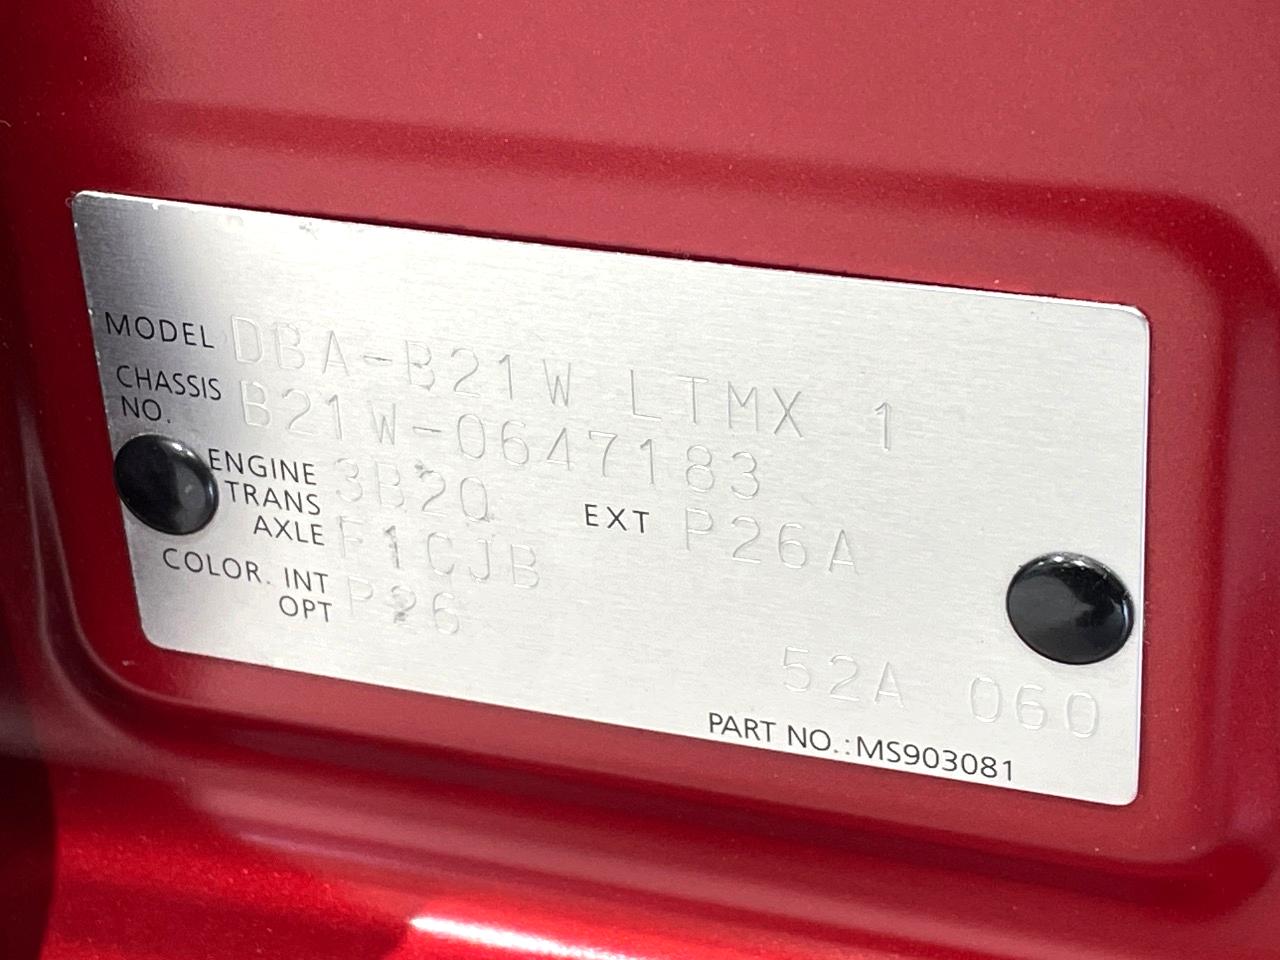 MODEL DBA-B21W LTMX 1
CHASSIS NO. B21W-0647183
ENGINE 3B20
TRANS AXLE F1CJB
EXT P26A
COLOR. INT OPT P26
52A 060
PART NO.:MS903081